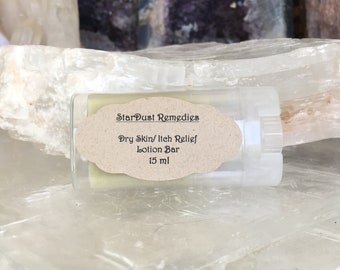 StarDust Remedies
Dry Skin/ Itch Relief
Lotion Bar
15 ml